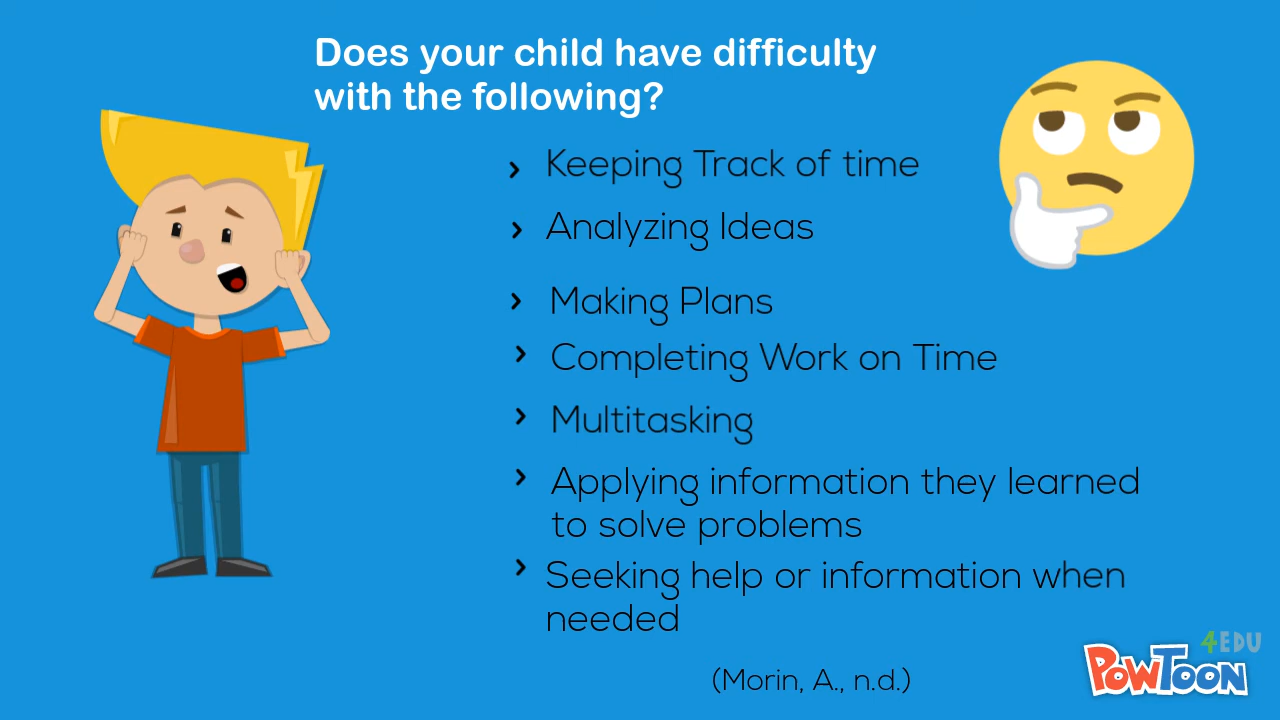 Does your child have difficulty
with the following?
› Keeping Track of time
› Analyzing Ideas
› Making Plans
› Completing Work on Time
› Multitasking
› Applying information they learned
to solve problems
› Seeking help or information when
needed
(Morin, A., n.d.)
4EDU
POWTOON